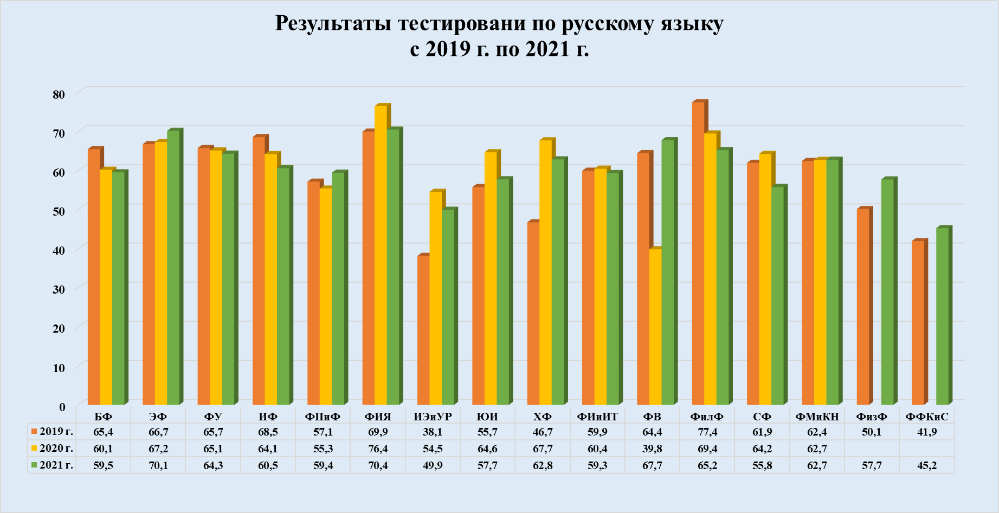 Результаты тестировани по русскому языку
с 2019 г. по 2021 г.
80
70
60
50
40
30
20
10
0
БФ ЭФ ФУ ИФ ФПиФ ФИЯ ИЭиУР ЮИ ХФ ФИиИТ ФВ ФилФ СФ ФМиКН ФизФ ФФКиС
2019 г. 65,4 66,7 65,7 68,5 57,1 69,9 38,1 55,7 46,7 59,9 64,4 77,4 61,9 62,4 50,1 41,9
2020 г. 60,1 67,2 65,1 64,1 55,3 76,4 54,5 64,6 67,7 60,4 39,8 69,4 64,2 62,7
2021 г. 59,5 70,1 64,3 60,5 59,4 70,4 49,9 57,7 62,8 59,3 67,7 65,2 55,8 62,7 57,7 45,2